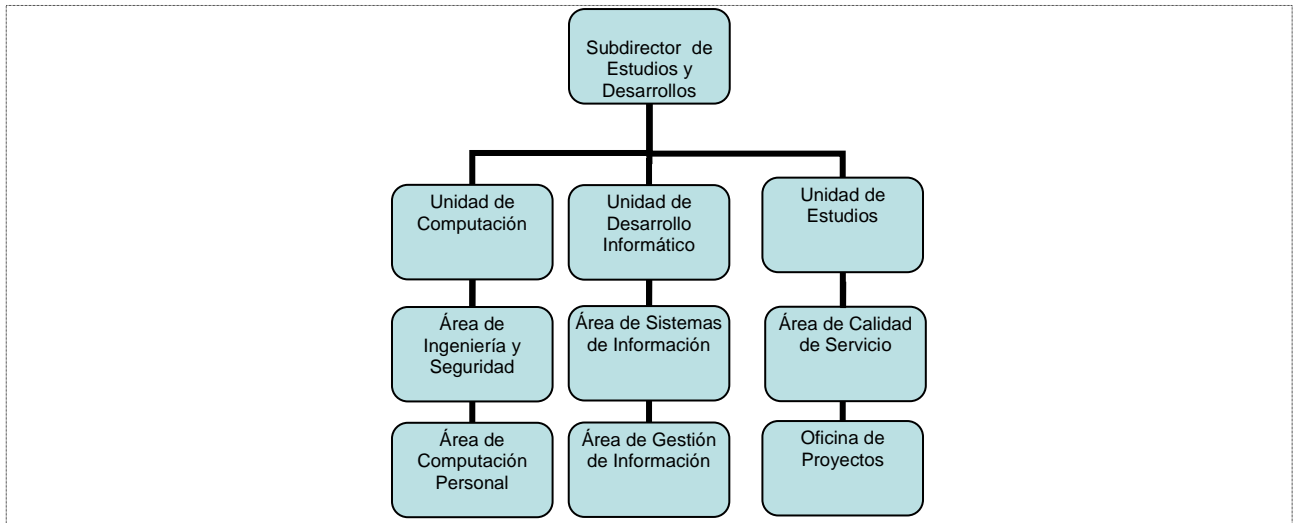 Subdirector de
Estudios y
Desarrollos
Unidad de
Computación
Unidad de
Desarrollo
Informático
Unidad de
Estudios
Área de
Ingeniería y
Seguridad
Área de Sistemas
de Información
Área de Calidad
de Servicio
Área de
Computación
Personal
Área de Gestión
de Información
Oficina de
Proyectos